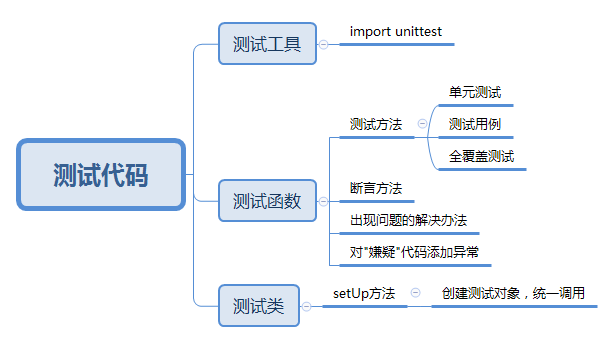 测试代码
测试工具
import unittest
测试函数
测试方法
单元测试
测试用例
全覆盖测试
断言方法
出现问题的解决办法
对"嫌疑"代码添加异常
测试类
setUp方法
创建测试对象，统一调用